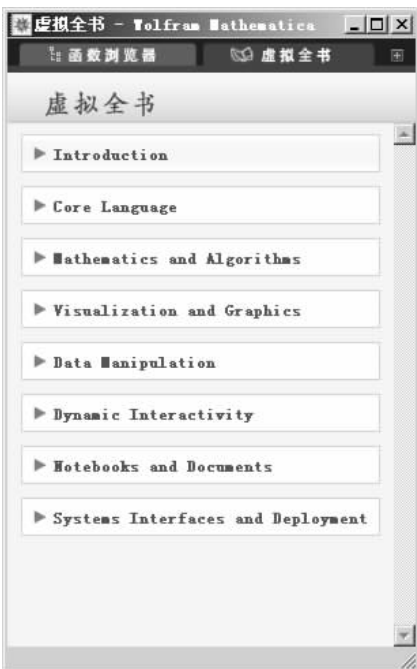 虚拟全书 - Wolfram Mathematica
函数浏览器 虚拟全书
虚拟全书
Introduction
Core Language
Mathematics and Algorithms
Visualization and Graphics
Data Manipulation
Dynamic Interactivity
Notebooks and Documents
Systems Interfaces and Deployment